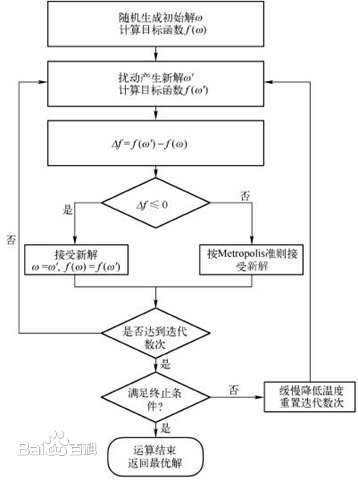 随机生成初始解ω
计算目标函数f(ω)
扰动产生新解ω′
计算目标函数f(ω′)
Δf=f(ω′)−f(ω)
Δf≤0
是
否
接受新解
ω=ω′, f(ω)=f(ω′)
按Metropolis准则接
受新解
否
是否达到迭代
数次
是
满足终止条
件?
否
缓慢降低温度
重置迭代数次
是
运算结束
返回最优解
Baidu百科